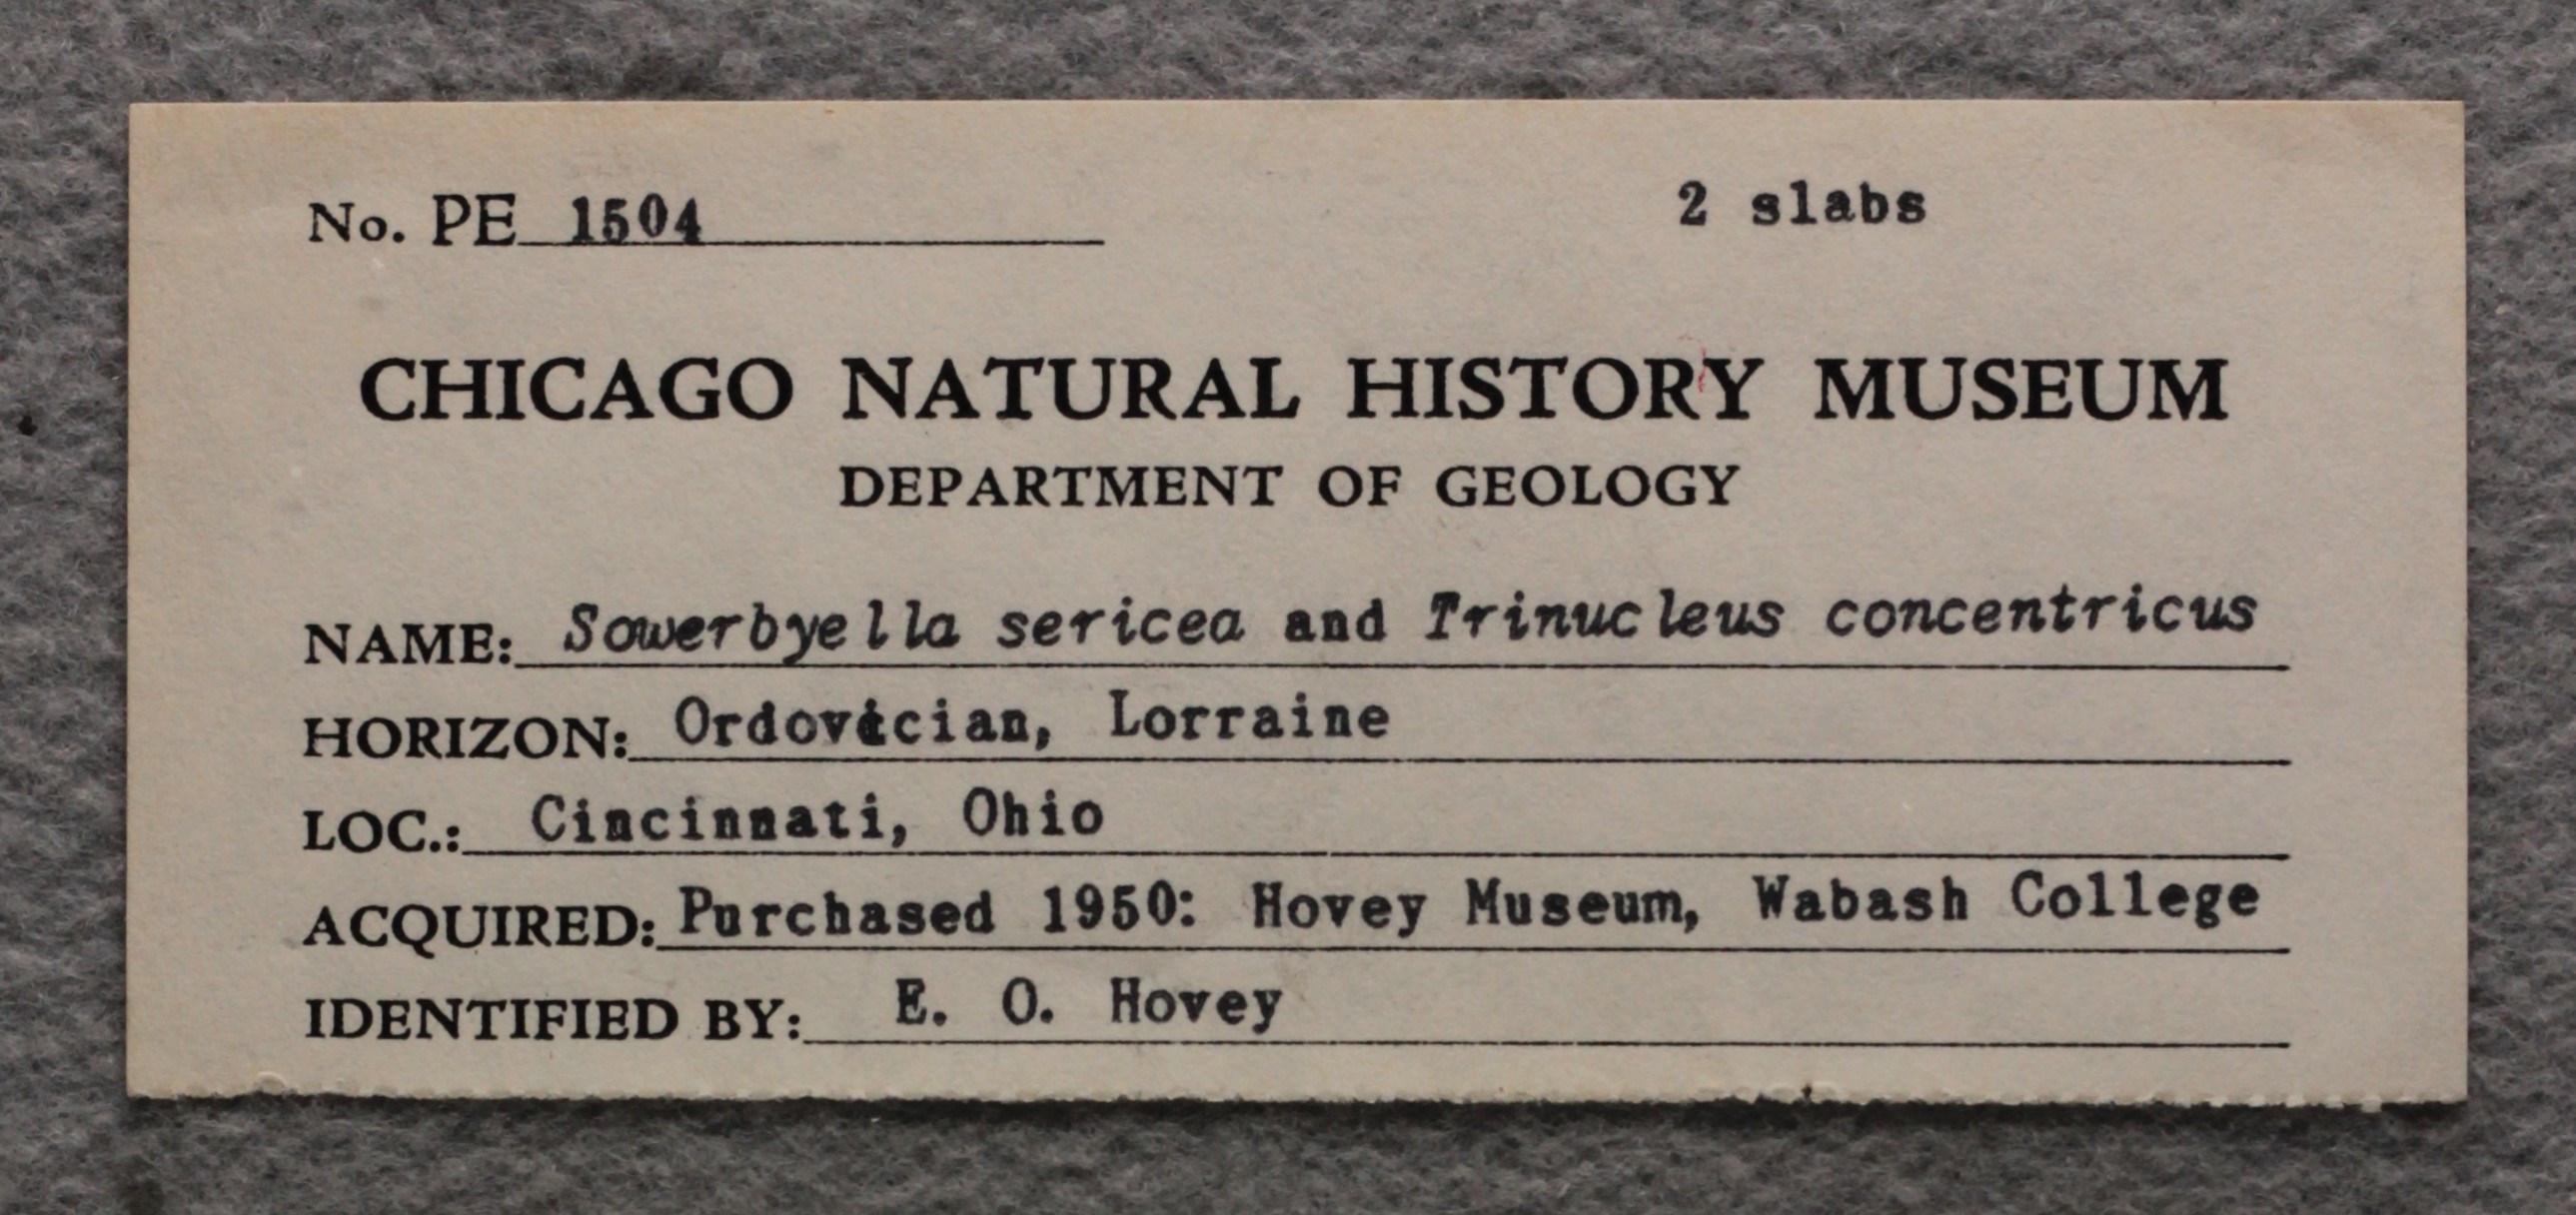 No. PE 1504 2 slabs
CHICAGO NATURAL HISTORY MUSEUM
DEPARTMENT OF GEOLOGY
NAME: Sowerbyella sericea and Trinucleus concentricus
HORIZON: Ordovician, Lorraine
LOC.: Cincinnati, Ohio
ACQUIRED: Purchased 1950: Hovey Museum, Wabash College
IDENTIFIED BY: E. O. Hovey